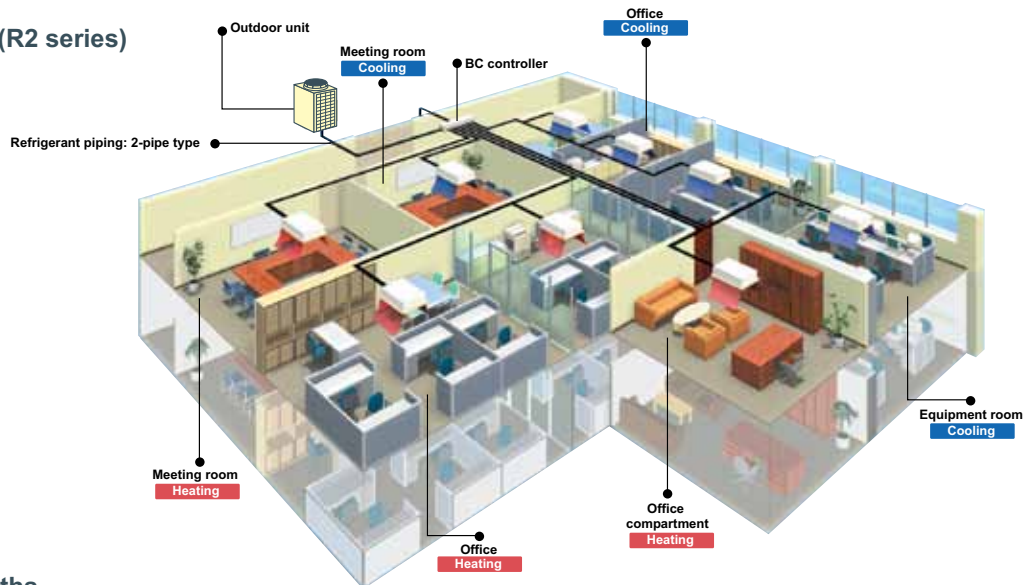 (R2 series)
Outdoor unit
Meeting room
Cooling
BC controller
Office
Cooling
Refrigerant piping: 2-pipe type
Equipment room
Cooling
Meeting room
Heating
Office
compartment
Heating
Office
Heating